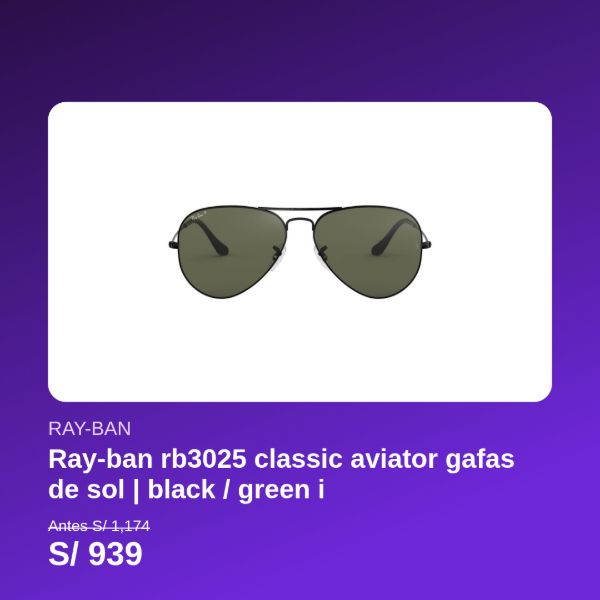 RAY-BAN
Ray-ban rb3025 classic aviator gafas
de sol | black / green i
Antes S/ 1,174
S/ 939